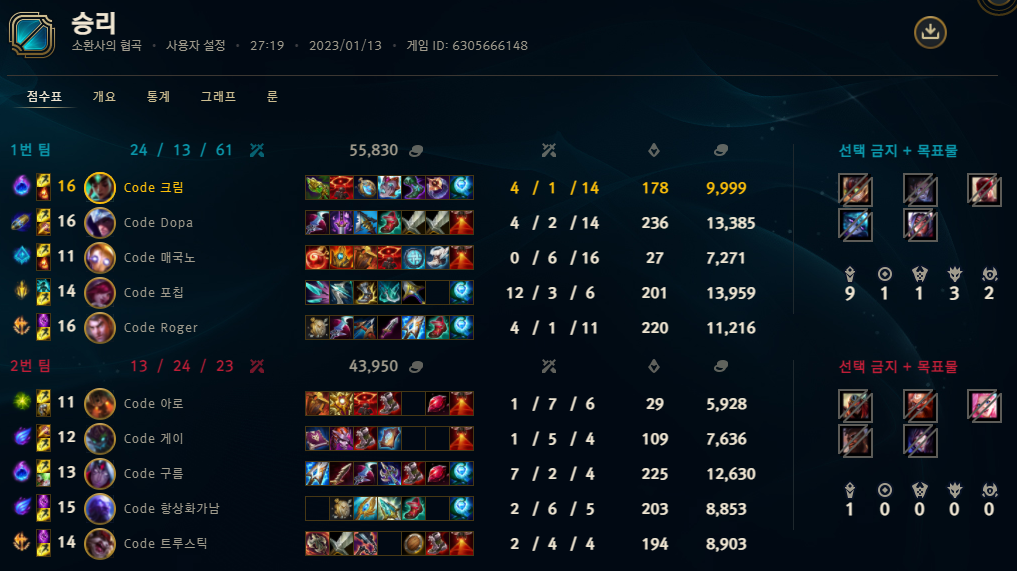 승리
소환사의 협곡 • 사용자 설정 • 27:19 • 2023/01/13 • 게임 ID: 6305666148
점수표 개요 통계 그래프 룬
1번 팀 24 / 13 / 61 55,830 선택 금지 + 목표물
16 Code 크림 4 / 1 / 14 178 9,999
16 Code Dopa 4 / 2 / 14 236 13,385
11 Code 매국노 0 / 6 / 16 27 7,271
14 Code 포칩 12 / 3 / 6 201 13,959
9 1 1 3 2
16 Code Roger 4 / 1 / 11 220 11,216
2번 팀 13 / 24 / 23 43,950 선택 금지 + 목표물
11 Code 아로 1 / 7 / 6 29 5,928
12 Code 게이 1 / 5 / 4 109 7,636
13 Code 구름 7 / 2 / 4 225 12,630
15 Code 항상화가남 2 / 6 / 5 203 8,853
1 0 0 0 0
14 Code 트루스틱 2 / 4 / 4 194 8,903